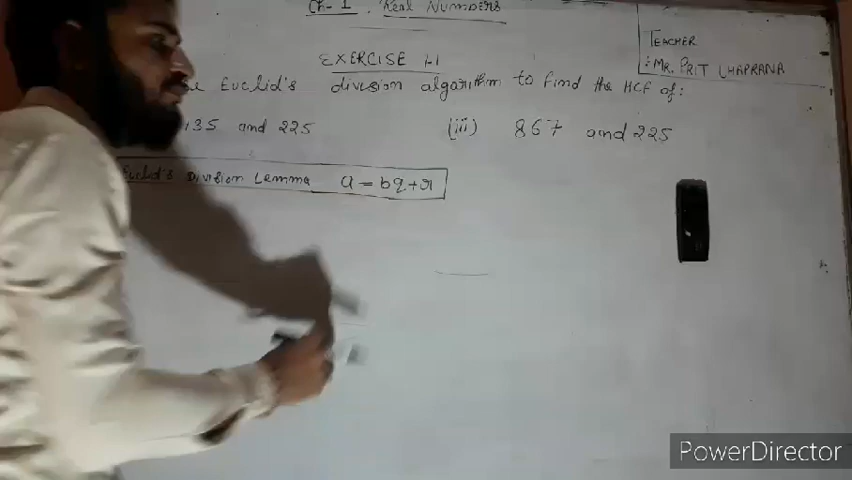 Ch-1. Real Numbers
TEACHER
: MR. PRIT
EXERCISE 1.1
Euclid's division algorithm to find the HCF of:
135 and 225 (iii) 867 and 225
Euclid's Division Lemma a = bq+r
PowerDirector